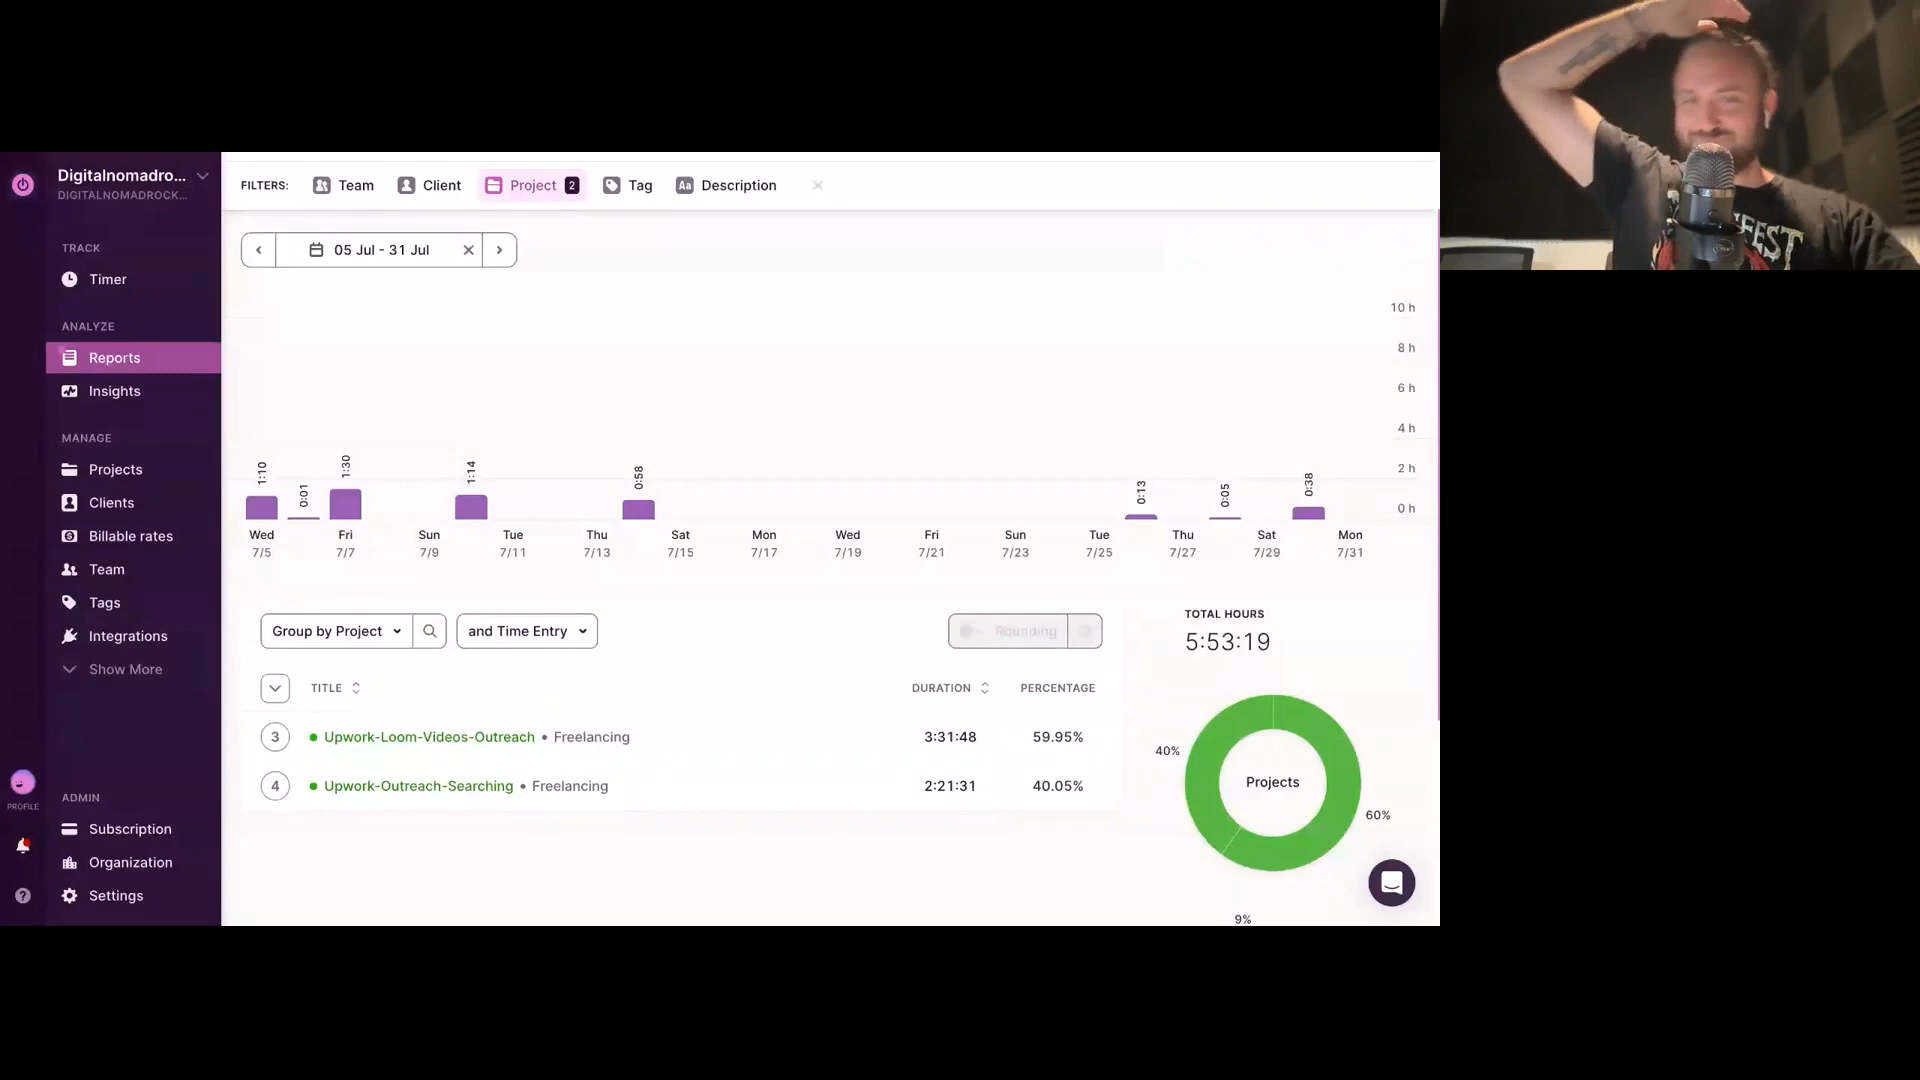 Digitalnomadro...
DIGITALNOMADROCK...
TRACK
Timer
ANALYZE
Reports
Insights
MANAGE
Projects
Clients
Billable rates
Team
Tags
Integrations
Show More
PROFILE
ADMIN
Subscription
Organization
Settings
FILTERS: Team Client Project 2 Tag Aa Description
05 Jul - 31 Jul
10 h
8 h
6 h
4 h
2 h
0 h
1:10 0:01 1:30 1:14 0:58 0:13 0:05 0:38
Wed Fri Sun Tue Thu Sat Mon Wed Fri Sun Tue Thu Sat Mon
7/5 7/7 7/9 7/11 7/13 7/15 7/17 7/19 7/21 7/23 7/25 7/27 7/29 7/31
Group by Project and Time Entry Rounding
TITLE DURATION PERCENTAGE
3 Upwork-Loom-Videos-Outreach • Freelancing 3:31:48 59.95%
4 Upwork-Outreach-Searching • Freelancing 2:21:31 40.05%
TOTAL HOURS
5:53:19
40%
Projects
60%
9%